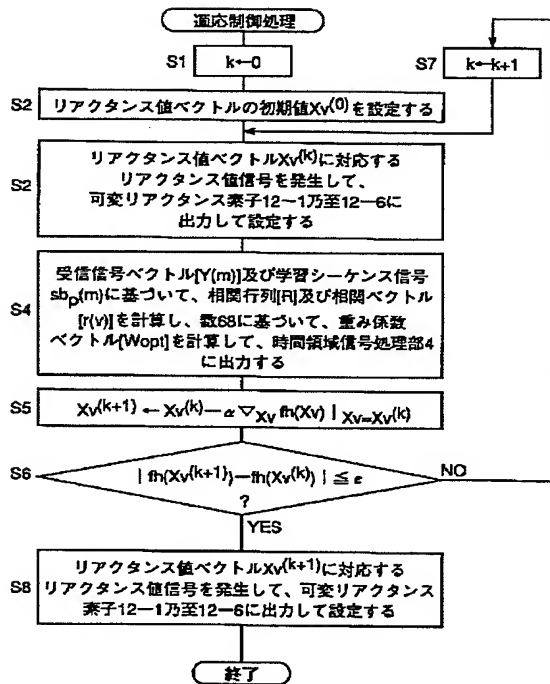 適応制御処理
S1
k←0
S7
k←k+1
S2
リアクタンス値ベクトルの初期値Xv(0)を設定する
S2
リアクタンス値ベクトルXv(k)に対応する
リアクタンス値信号を発生して、
可変リアクタンス素子12−1乃至12−6に
出力して設定する
S4
受信信号ベクトル[Y(m)]及び学習シーケンス信号
sbp(m)に基づいて、相関行列[R]及び相関ベクトル
[r(v)]を計算し、数68に基づいて、重み係数
ベクトル[Wopt]を計算して、時間領域信号処理部4
に出力する
S5
Xv(k+1) ← Xv(k)−α▽Xv fh(Xv) | Xv=Xv(k)
S6
| fh(Xv(k+1))−fh(Xv(k)) | ≦ ε
?
NO
YES
S8
リアクタンス値ベクトルXv(k+1)に対応する
リアクタンス値信号を発生して、可変リアクタンス
素子12−1乃至12−6に出力して設定する
終了